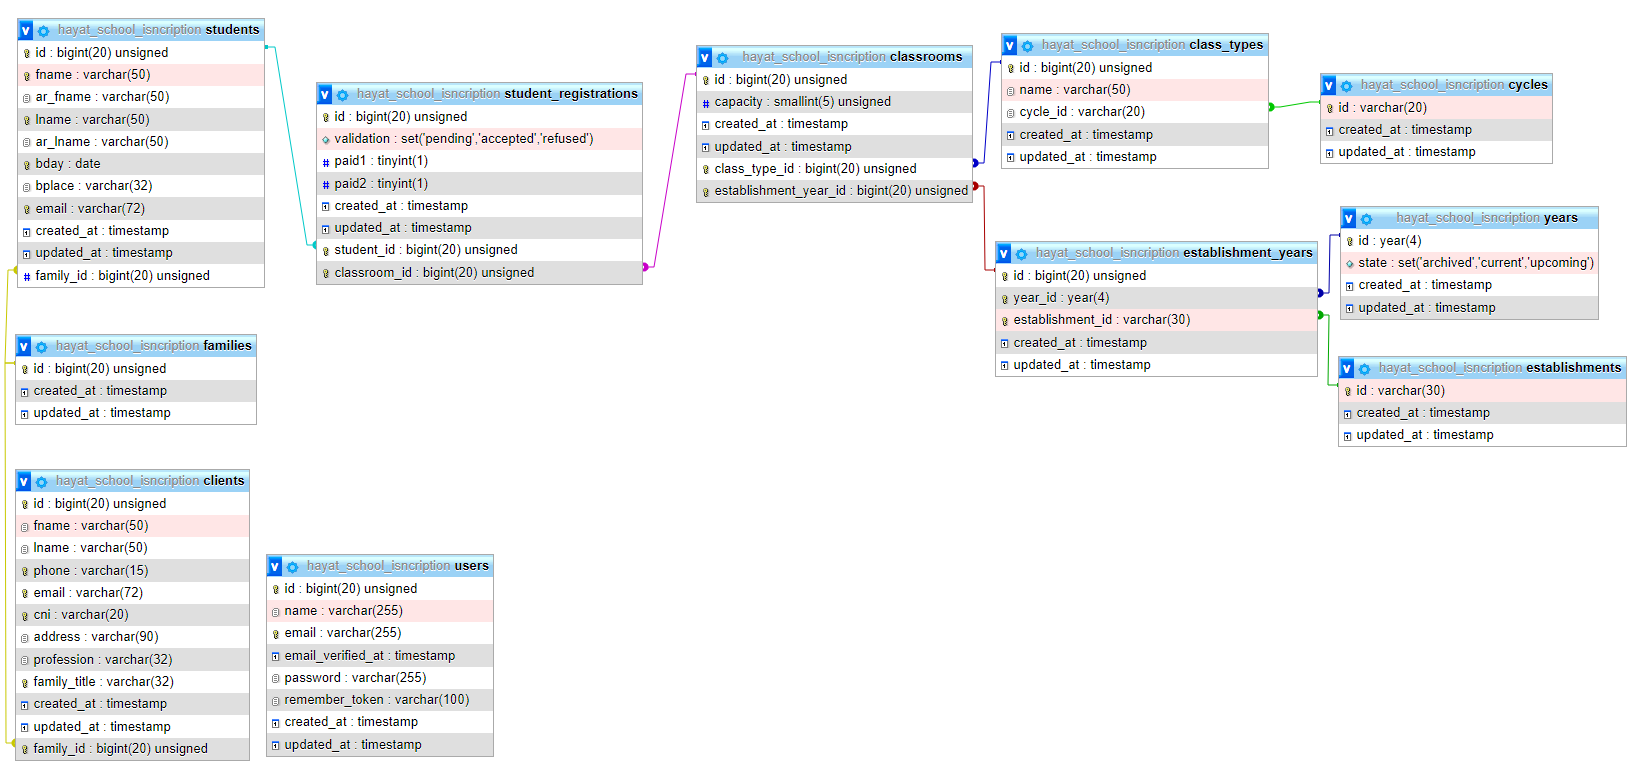 hayat_school_isncription students
id : bigint(20) unsigned
fname : varchar(50)
ar_fname : varchar(50)
lname : varchar(50)
ar_lname : varchar(50)
bday : date
bplace : varchar(32)
email : varchar(72)
created_at : timestamp
updated_at : timestamp
family_id : bigint(20) unsigned
hayat_school_isncription student_registrations
id : bigint(20) unsigned
validation : set('pending','accepted','refused')
paid1 : tinyint(1)
paid2 : tinyint(1)
created_at : timestamp
updated_at : timestamp
student_id : bigint(20) unsigned
classroom_id : bigint(20) unsigned
hayat_school_isncription classrooms
id : bigint(20) unsigned
capacity : smallint(5) unsigned
created_at : timestamp
updated_at : timestamp
class_type_id : bigint(20) unsigned
establishment_year_id : bigint(20) unsigned
hayat_school_isncription class_types
id : bigint(20) unsigned
name : varchar(50)
cycle_id : varchar(20)
created_at : timestamp
updated_at : timestamp
hayat_school_isncription cycles
id : varchar(20)
created_at : timestamp
updated_at : timestamp
hayat_school_isncription establishment_years
id : bigint(20) unsigned
year_id : year(4)
establishment_id : varchar(30)
created_at : timestamp
updated_at : timestamp
hayat_school_isncription years
id : year(4)
state : set('archived','current','upcoming')
created_at : timestamp
updated_at : timestamp
hayat_school_isncription establishments
id : varchar(30)
created_at : timestamp
updated_at : timestamp
hayat_school_isncription families
id : bigint(20) unsigned
created_at : timestamp
updated_at : timestamp
hayat_school_isncription clients
id : bigint(20) unsigned
fname : varchar(50)
lname : varchar(50)
phone : varchar(15)
email : varchar(72)
cni : varchar(20)
address : varchar(90)
profession : varchar(32)
family_title : varchar(32)
created_at : timestamp
updated_at : timestamp
family_id : bigint(20) unsigned
hayat_school_isncription users
id : bigint(20) unsigned
name : varchar(255)
email : varchar(255)
email_verified_at : timestamp
password : varchar(255)
remember_token : varchar(100)
created_at : timestamp
updated_at : timestamp